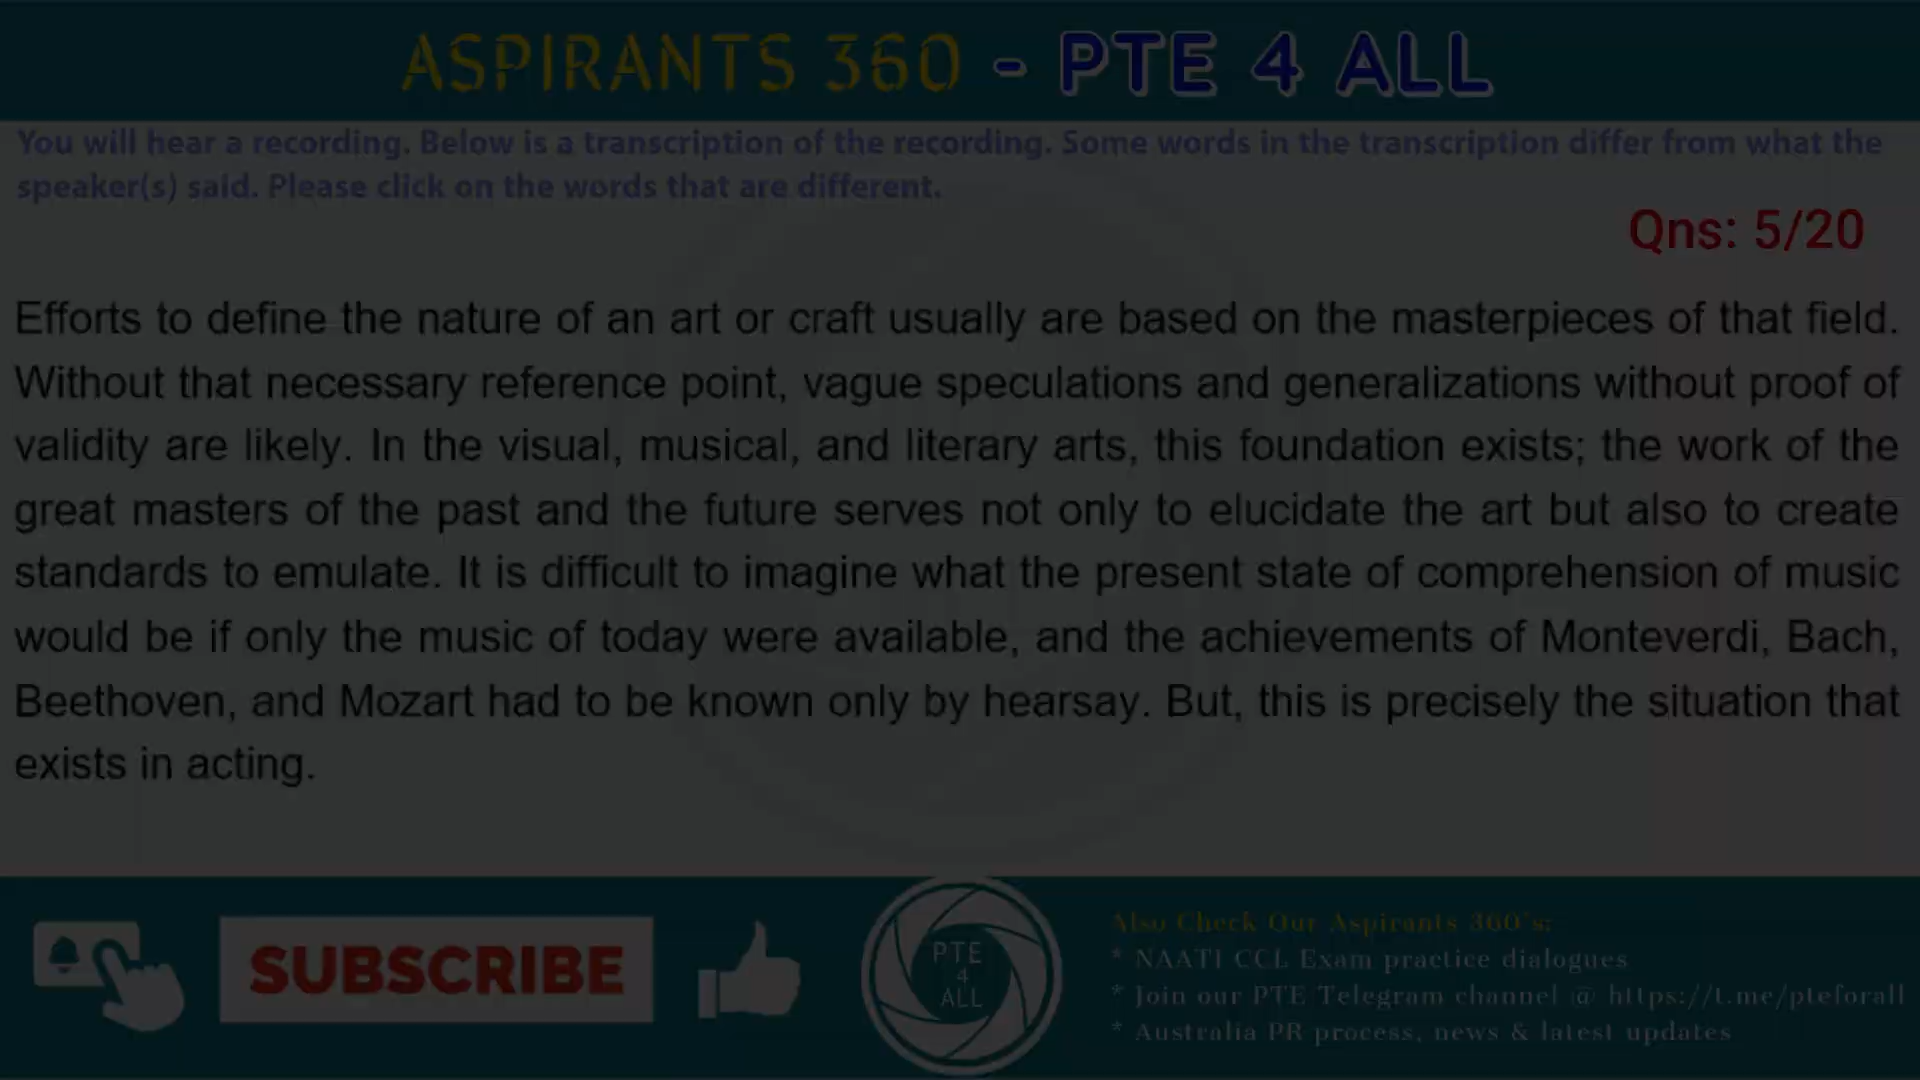 ASPIRANTS 360 - PTE 4 ALL
You will hear a recording. Below is a transcription of the recording. Some words in the transcription differ from what the
speaker(s) said. Please click on the words that are different.
Qns: 5/20
Efforts to define the nature of an art or craft usually are based on the masterpieces of that field.
Without that necessary reference point, vague speculations and generalizations without proof of
validity are likely. In the visual, musical, and literary arts, this foundation exists; the work of the
great masters of the past and the future serves not only to elucidate the art but also to create
standards to emulate. It is difficult to imagine what the present state of comprehension of music
would be if only the music of today were available, and the achievements of Monteverdi, Bach,
Beethoven, and Mozart had to be known only by hearsay. But, this is precisely the situation that
exists in acting.
SUBSCRIBE
PTE
4
ALL
Also Check Our Aspirants 360's:
* NAATI CCL Exam practice dialogues
* Join our PTE Telegram channel @ https://t.me/pteforall
* Australia PR process, news & latest updates